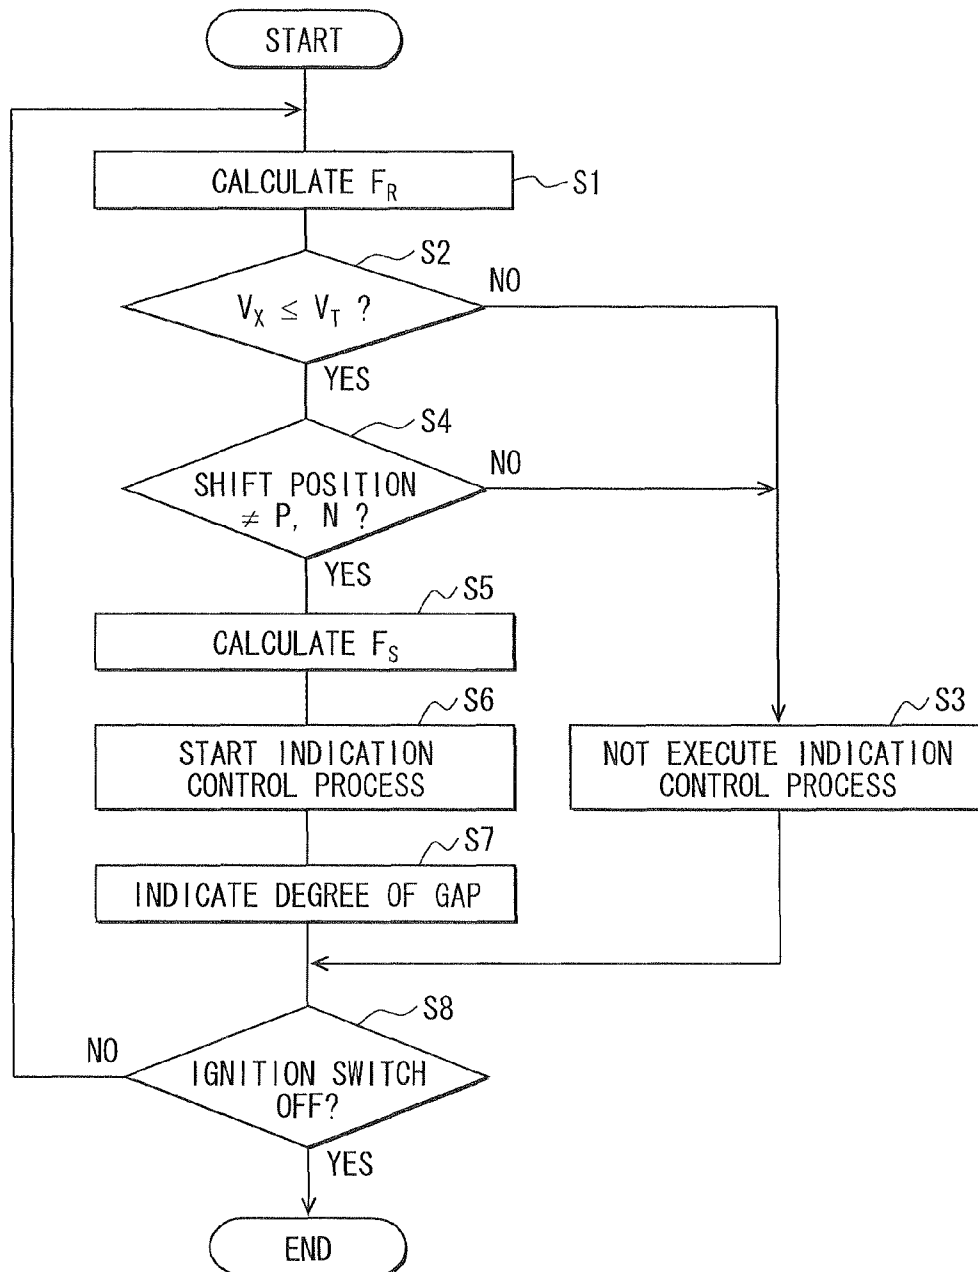 START
CALCULATE F_R
S1
S2
V_X ≤ V_T ?
NO
YES
S4
SHIFT POSITION
≠ P, N ?
NO
YES
S5
CALCULATE F_S
S6
START INDICATION
CONTROL PROCESS
S3
NOT EXECUTE INDICATION
CONTROL PROCESS
S7
INDICATE DEGREE OF GAP
S8
IGNITION SWITCH
OFF?
NO
YES
END